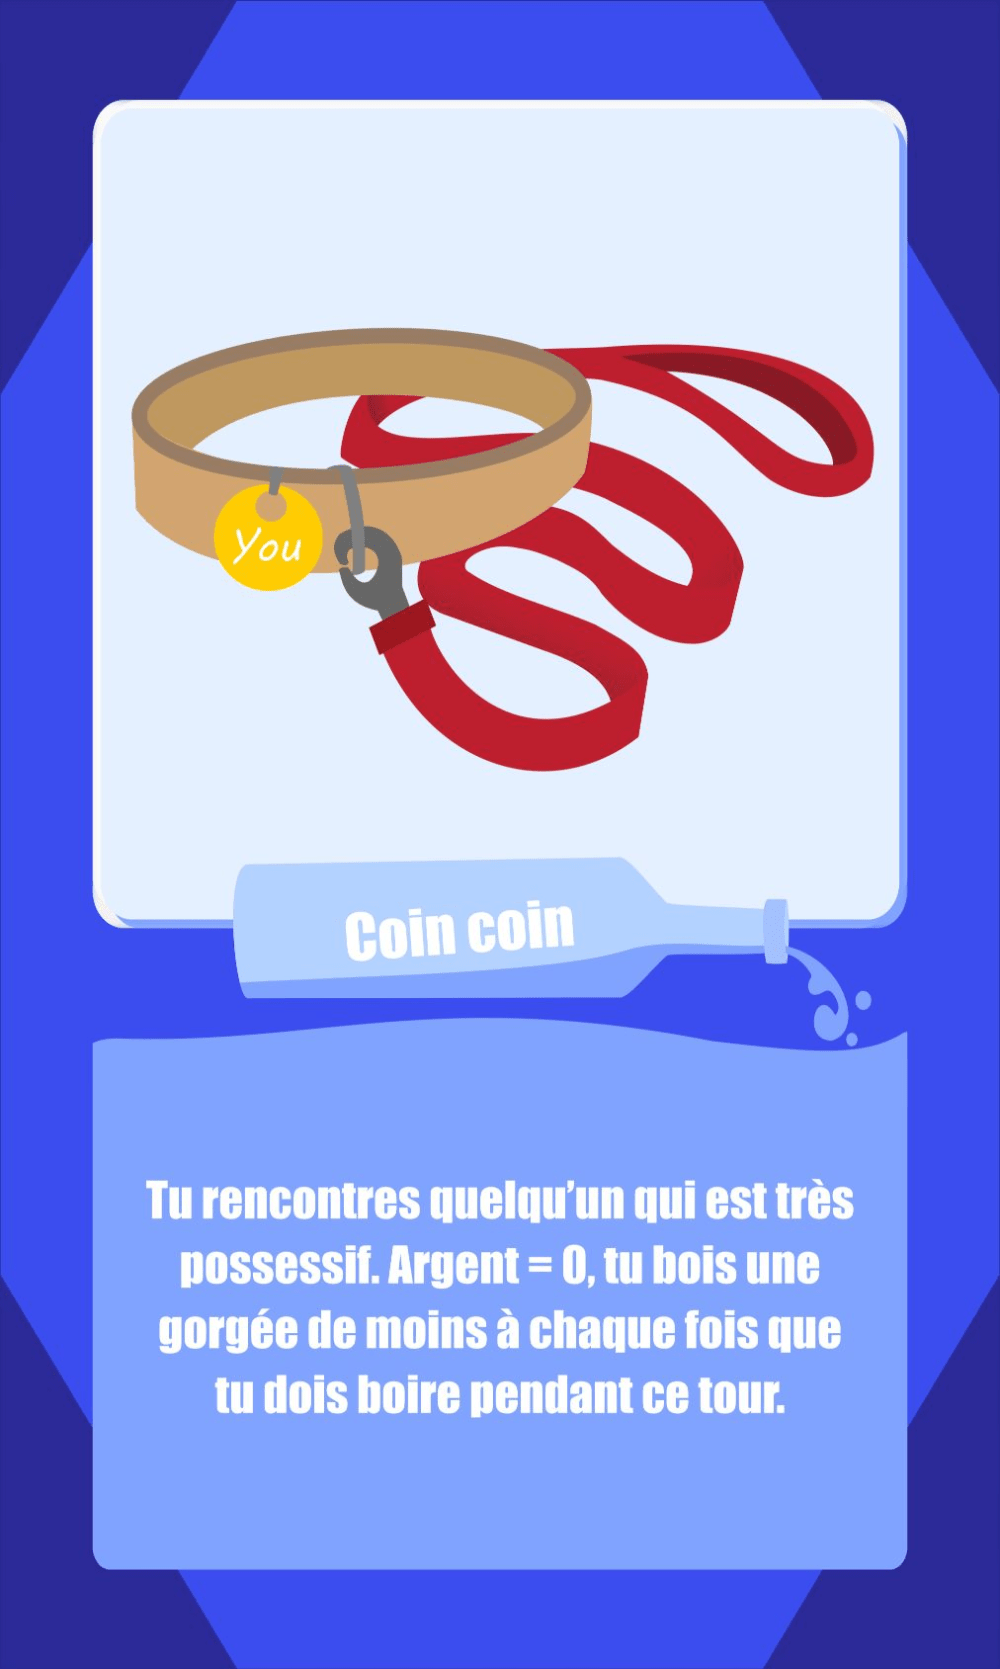 You
Coin coin
Tu rencontres quelqu’un qui est très
possessif. Argent = 0, tu bois une
gorgée de moins à chaque fois que
tu dois boire pendant ce tour.